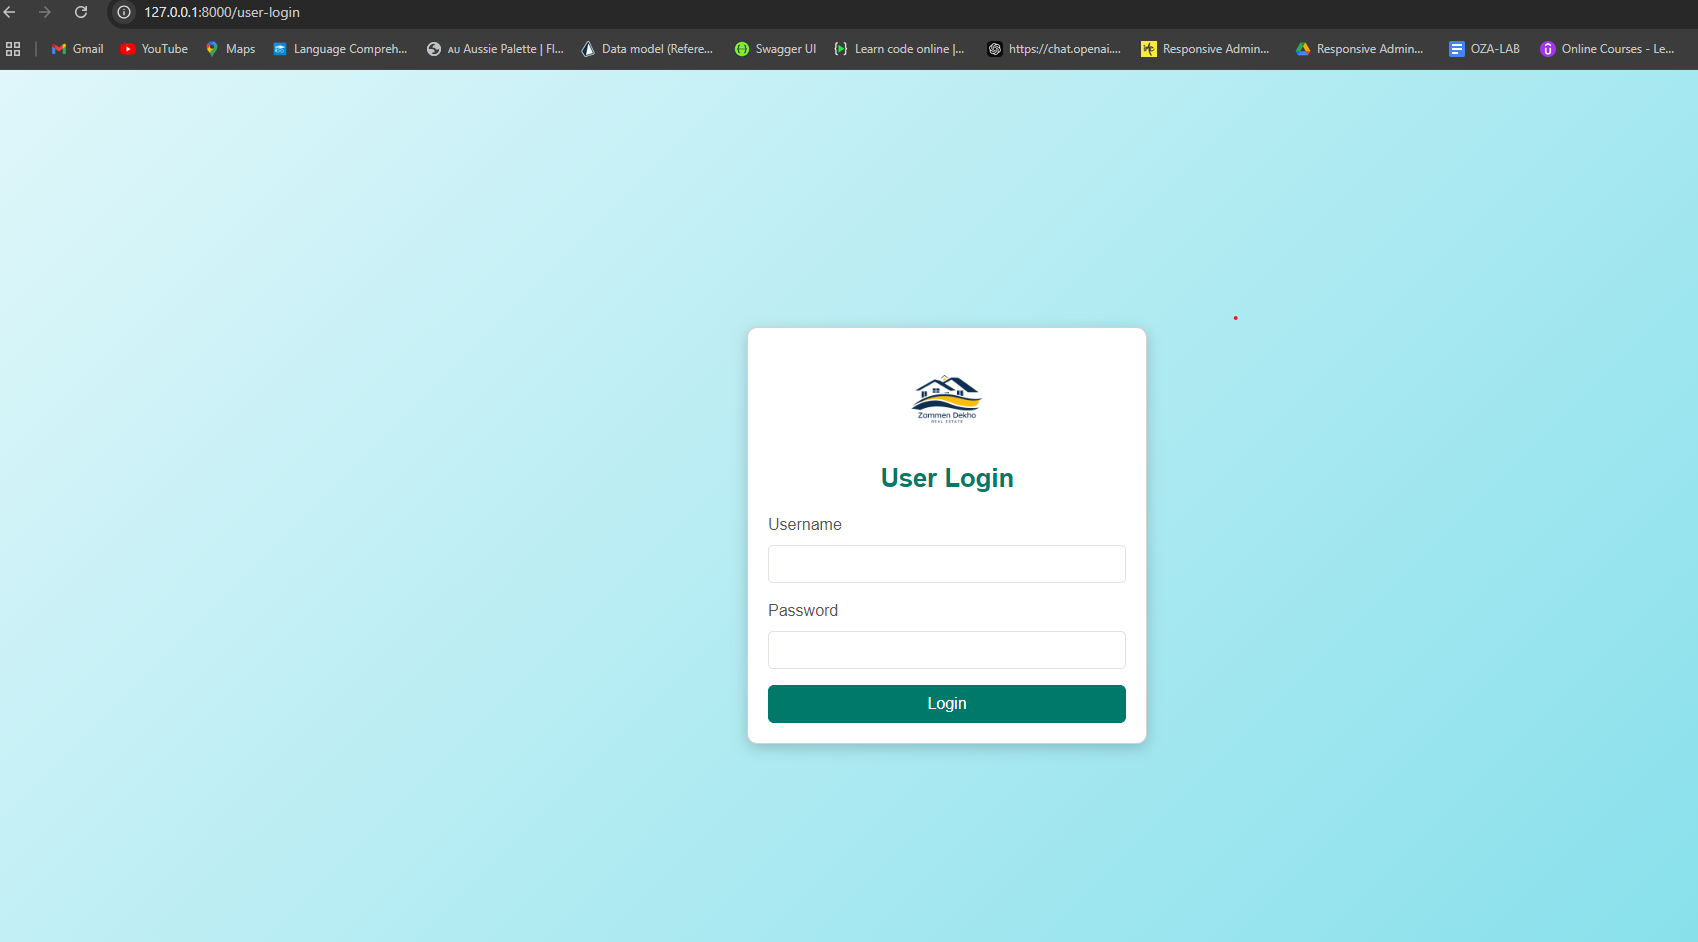 127.0.0.1:8000/user-login
Gmail YouTube Maps Language Compreh... AU Aussie Palette | Fl... Data model (Refere... Swagger UI Learn code online |... https://chat.openai.... Responsive Admin... Responsive Admin... OZA-LAB Online Courses - Le...
Zammen Dekho
REAL ESTATE
User Login
Username
Password
Login